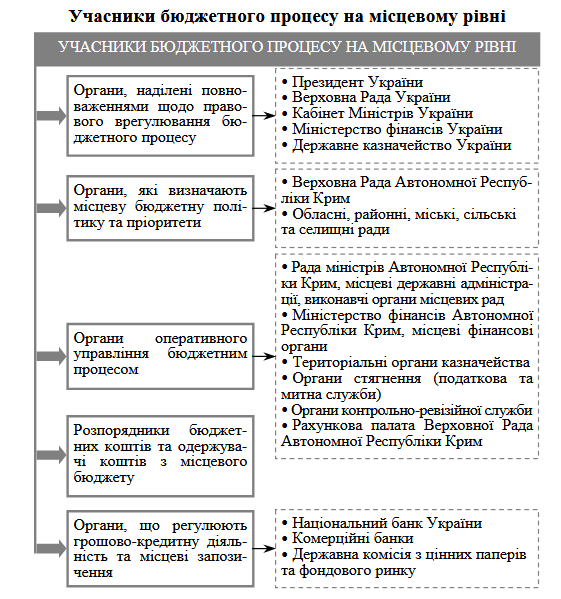 Учасники бюджетного процесу на місцевому рівні
УЧАСНИКИ БЮДЖЕТНОГО ПРОЦЕСУ НА МІСЦЕВОМУ РІВНІ
Органи, наділені повно-
важеннями щодо право-
вого врегулювання бю-
джетного процесу
• Президент України
• Верховна Рада України
• Кабінет Міністрів України
• Міністерство фінансів України
• Державне казначейство України
Органи, які визначають
місцеву бюджетну полі-
тику та пріоритети
• Верховна Рада Автономної Респуб-
ліки Крим
• Обласні, районні, міські, сільські
та селищні ради
Органи оперативного
управління бюджетним
процесом
• Рада міністрів Автономної Республі-
ки Крим, місцеві державні адміністра-
ції, виконавчі органи місцевих рад
• Міністерство фінансів Автономної
Республіки Крим, місцеві фінансові
органи
• Територіальні органи казначейства
• Органи стягнення (податкова та
митна служби)
• Органи контрольно-ревізійної служби
• Рахункова палата Верховної Рада
Автономної Республіки Крим
Розпорядники бюджет-
них коштів та одержува-
чі коштів з місцевого
бюджету
Органи, що регулюють
грошово-кредитну діяль-
ність та місцеві запози-
чення
• Національний банк України
• Комерційні банки
• Державна комісія з цінних паперів
та фондового ринку